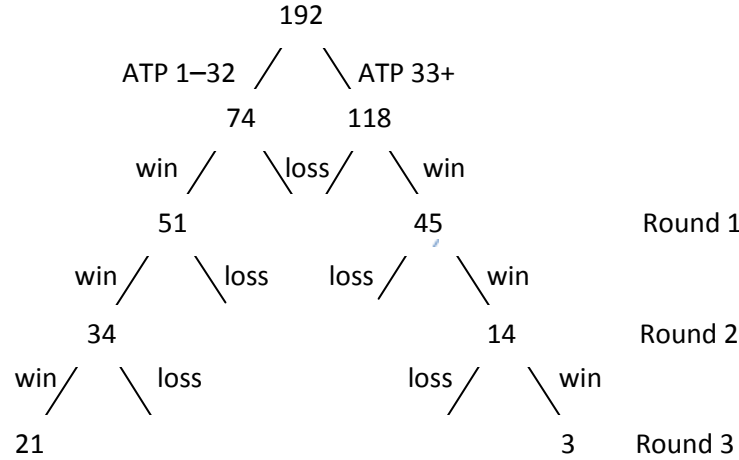 192
ATP 1–32 ATP 33+
74 118
win loss win
51 45 Round 1
win loss loss win
34 14 Round 2
win loss loss win
21 3 Round 3